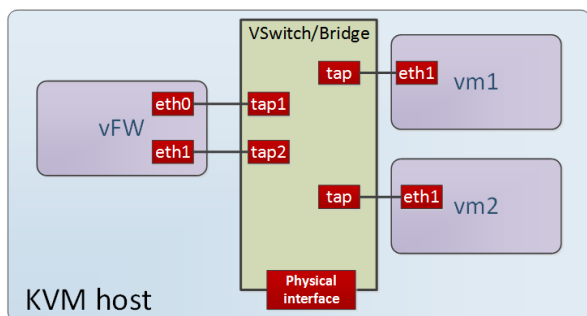 VSwitch/Bridge
eth0
tap1
vFW
eth1
tap2
tap
eth1
vm1
tap
eth1
vm2
Physical
interface
KVM host